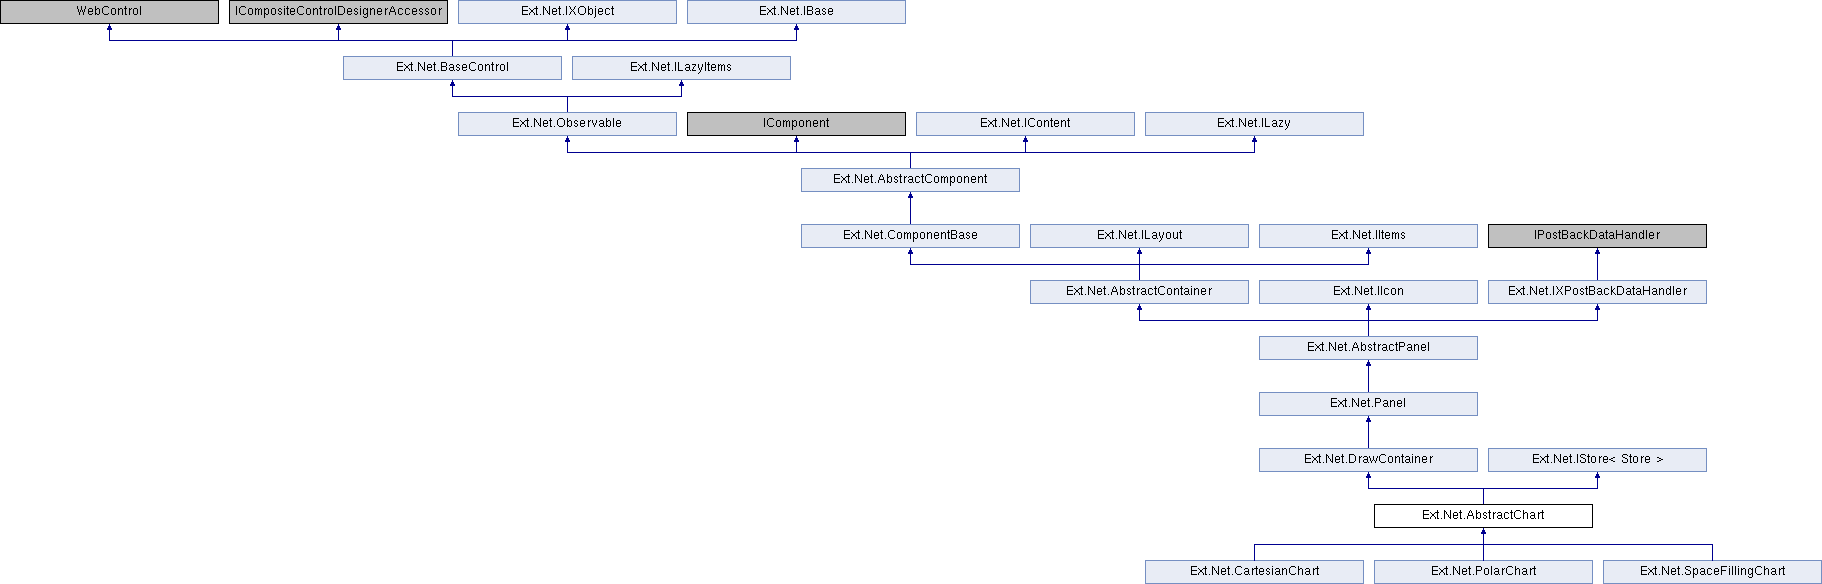 WebControl
ICompositeControlDesignerAccessor
Ext.Net.IXObject
Ext.Net.IBase
Ext.Net.BaseControl
Ext.Net.ILazyItems
Ext.Net.Observable
IComponent
Ext.Net.IContent
Ext.Net.ILazy
Ext.Net.AbstractComponent
Ext.Net.ComponentBase
Ext.Net.ILayout
Ext.Net.IItems
IPostBackDataHandler
Ext.Net.AbstractContainer
Ext.Net.IIcon
Ext.Net.IXPostBackDataHandler
Ext.Net.AbstractPanel
Ext.Net.Panel
Ext.Net.DrawContainer
Ext.Net.IStore< Store >
Ext.Net.AbstractChart
Ext.Net.CartesianChart
Ext.Net.PolarChart
Ext.Net.SpaceFillingChart